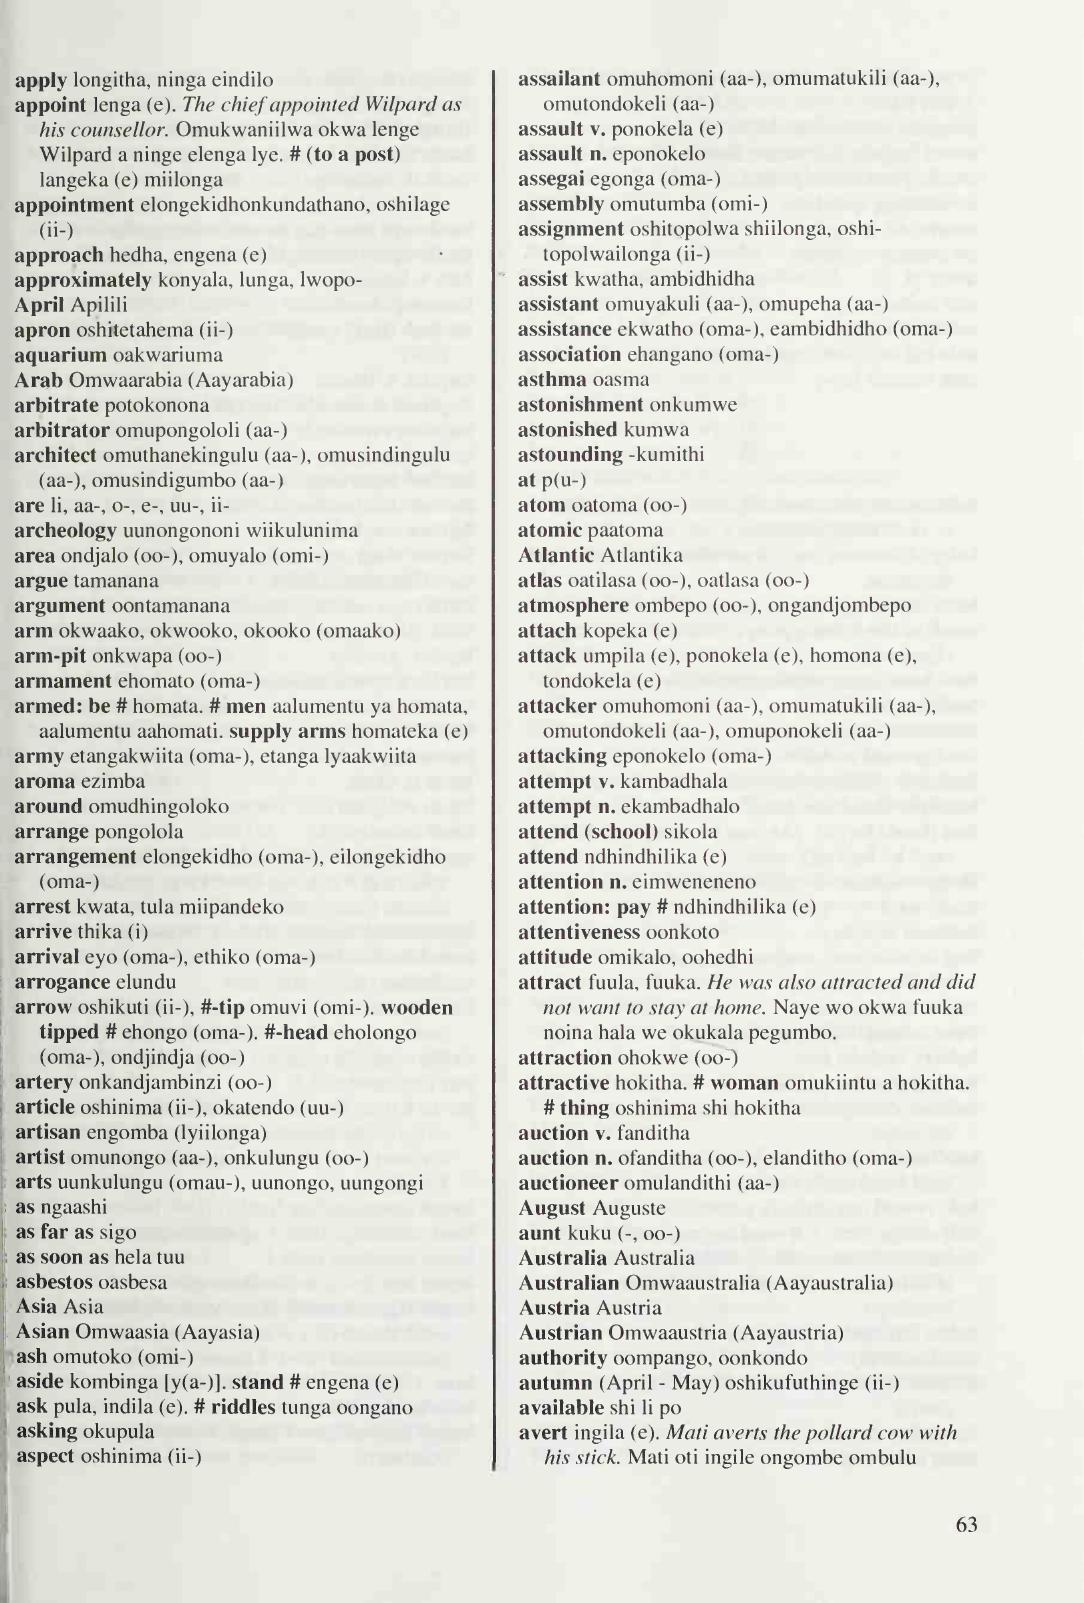 apply longitha, ninga eindilo
appoint lenga (e). The chief appointed Wilpard as
his counsellor. Omukwaniilwa okwa lenge
Wilpard a ninge elenga lye. # (to a post)
langeka (e) miilonga
appointment elongekidhonkundathano, oshilage
(ii-)
approach hedha, engena (e)
approximately konyala, lunga, lwopo-
April Apilili
apron oshitetahema (ii-)
aquarium oakwariuma
Arab Omwaarabia (Aayarabia)
arbitrate potokonona
arbitrator omupongololi (aa-)
architect omuthanekingulu (aa-), omusindingulu
(aa-), omusindigumbo (aa-)
are li, aa-, o-, e-, uu-, ii-
archeology uunongononi wiikulunima
area ondjalo (oo-), omuyalo (omi-)
argue tamanana
argument oontamanana
arm okwaako, okwooko, okooko (omaako)
arm-pit onkwapa (oo-)
armament ehomato (oma-)
armed: be # homata. # men aalumentu ya homata,
aalumentu aahomati. supply arms homateka (e)
army etangakwiita (oma-), etanga lyaakwiita
aroma ezimba
around omudhingoloko
arrange pongolola
arrangement elongekidho (oma-), eilongekidho
(oma-)
arrest kwata, tula miipandeko
arrive thika (i)
arrival eyo (oma-), ethiko (oma-)
arrogance elundu
arrow oshikuti (ii-), #-tip omuvi (omi-). wooden
tipped # ehongo (oma-). #-head eholongo
(oma-), ondjindja (oo-)
artery onkandjambinzi (oo-)
article oshinima (ii-), okatendo (uu-)
artisan engomba (lyiilonga)
artist omunongo (aa-), onkulungu (oo-)
arts uunkulungu (omau-), uunongo, uungongi
as ngaashi
as far as sigo
as soon as hela tuu
asbestos oasbesa
Asia Asia
Asian Omwaasia (Aayasia)
ash omutoko (omi-)
aside kombinga [y(a-)]. stand # engena (e)
ask pula, indila (e). # riddles tunga oongano
asking okupula
aspect oshinima (ii-)
assailant omuhomoni (aa-), omumatukili (aa-),
omutondokeli (aa-)
assault v. ponokela (e)
assault n. eponokelo
assegai egonga (oma-)
assembly omutumba (omi-)
assignment oshitopolwa shiilonga, oshi-
topolwailonga (ii-)
assist kwatha, ambidhidha
assistant omuyakuli (aa-), omupeha (aa-)
assistance ekwatho (oma-), eambidhidho (oma-)
association ehangano (oma-)
asthma oasma
astonishment onkumwe
astonished kumwa
astounding -kumithi
at p(u-)
atom oatoma (oo-)
atomic paatoma
Atlantic Atlantika
atlas oatilasa (oo-), oatlasa (oo-)
atmosphere ombepo (oo-), ongandjombepo
attach kopeka (e)
attack umpila (e), ponokela (e), homona (e),
tondokela (e)
attacker omuhomoni (aa-), omumatukili (aa-),
omutondokeli (aa-), omuponokeli (aa-)
attacking eponokelo (oma-)
attempt v. kambadhala
attempt n. ekambadhalo
attend (school) sikola
attend ndhindhilika (e)
attention n. eimweneneno
attention: pay # ndhindhilika (e)
attentiveness oonkoto
attitude omikalo, oohedhi
attract fuula, fuuka. He was also attracted and did
not want to stay at home. Naye wo okwa fuuka
noina hala we okukala pegumbo.
attraction ohokwe (oo-)
attractive hokitha. # woman omukiintu a hokitha.
# thing oshinima shi hokitha
auction v. fanditha
auction n. ofanditha (oo-), elanditho (oma-)
auctioneer omulandithi (aa-)
August Auguste
aunt kuku (-, oo-)
Australia Australia
Australian Omwaaustralia (Aayaustralia)
Austria Austria
Austrian Omwaaustria (Aayaustria)
authority oompango, oonkondo
autumn (April - May) oshikufuthinge (ii-)
available shi li po
avert ingila (e). Mati averts the pollard cow with
his stick. Mati oti ingile ongombe ombulu
63